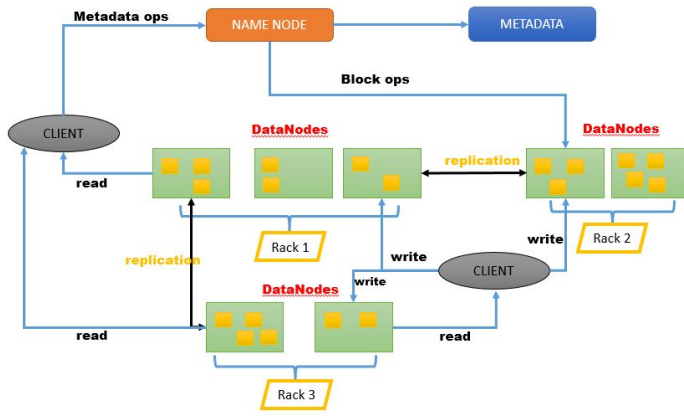 Metadata ops
NAME NODE
METADATA
Block ops
CLIENT
DataNodes
DataNodes
replication
read
Rack 1
write
Rack 2
replication
write
CLIENT
DataNodes
write
read
read
Rack 3